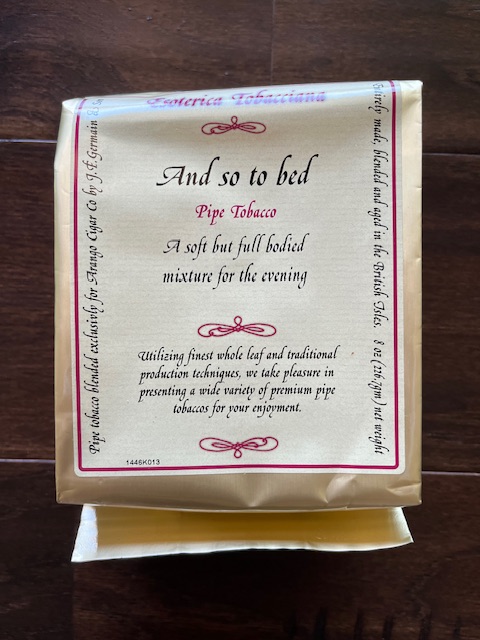 Esoterica Tobacciana
And so to bed
Pipe Tobacco
A soft but full bodied
mixture for the evening
Utilizing finest whole leaf and traditional
production techniques, we take pleasure in
presenting a wide variety of premium pipe
tobaccos for your enjoyment.
1446K013
Pipe tobacco blended exclusivly for Arango Cigar Co by J.F.Germain &
Entirely made, blended and aged in the British Isles. 8 oz (226.7gm) net weight